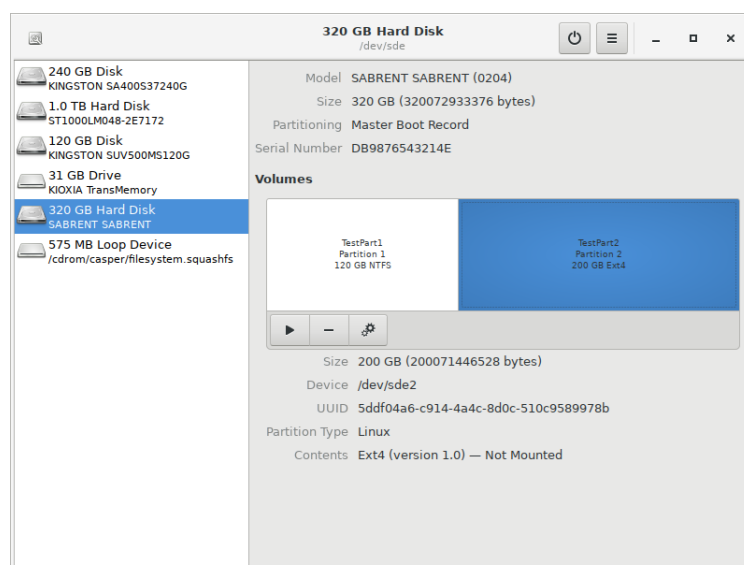 320 GB Hard Disk
/dev/sde
240 GB Disk
KINGSTON SA400S37240G
1.0 TB Hard Disk
ST1000LM048-2E7172
120 GB Disk
KINGSTON SUV500MS120G
31 GB Drive
KIOXIA TransMemory
320 GB Hard Disk
SABRENT SABRENT
575 MB Loop Device
/cdrom/casper/filesystem.squashfs
Model SABRENT SABRENT (0204)
Size 320 GB (320072933376 bytes)
Partitioning Master Boot Record
Serial Number DB9876543214E
Volumes
TestPart1
Partition 1
120 GB NTFS
TestPart2
Partition 2
200 GB Ext4
Size 200 GB (200071446528 bytes)
Device /dev/sde2
UUID 5ddf04a6-c914-4a4c-8d0c-510c9589978b
Partition Type Linux
Contents Ext4 (version 1.0) — Not Mounted